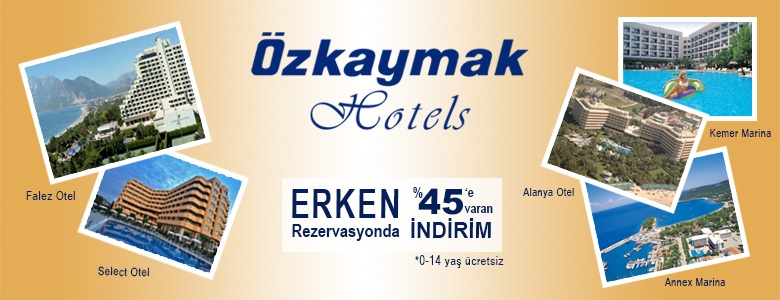 Özkaymak
Hotels
ERKEN
Rezervasyonda
%45'e
varan
İNDİRİM
*0-14 yaş ücretsiz
Falez Otel
Select Otel
Kemer Marina
Alanya Otel
Annex Marina